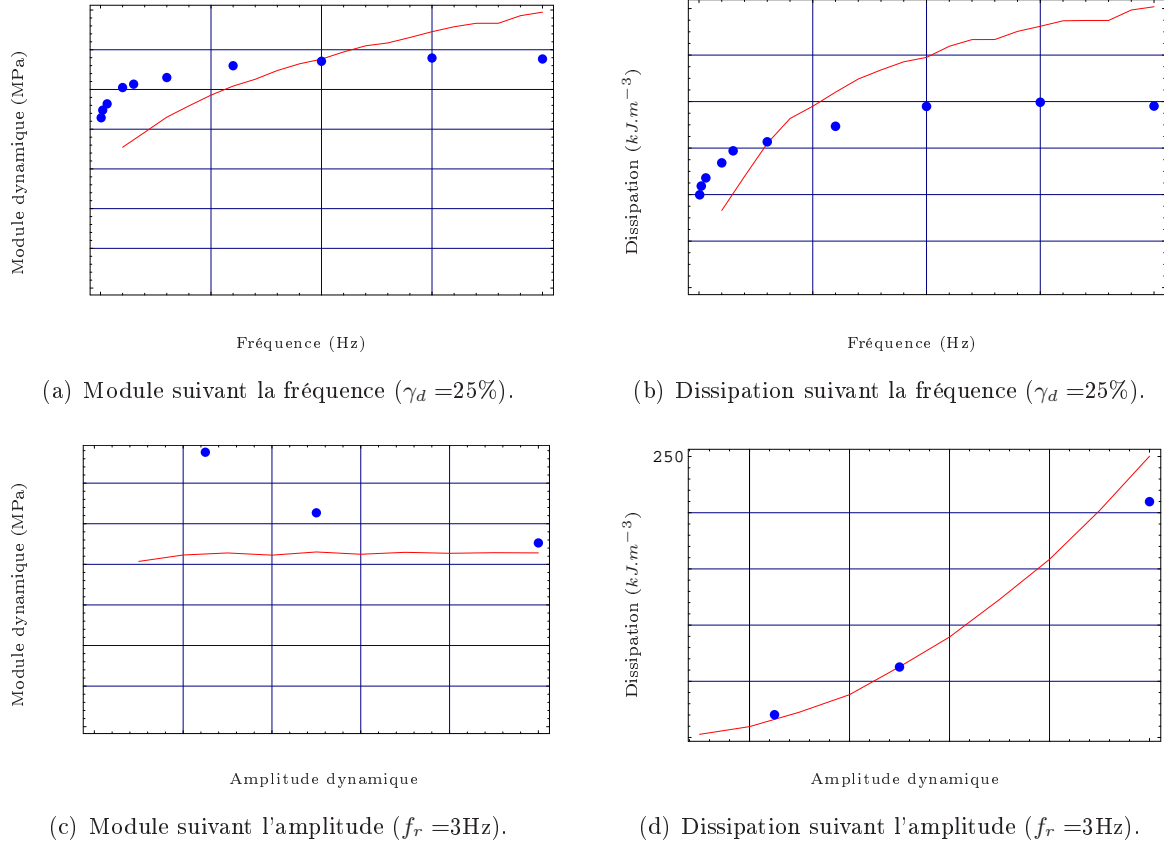 Module dynamique (MPa)
Fréquence (Hz)
(a) Module suivant la fréquence (γ_d =25%).
Dissipation (kJ.m⁻³)
Fréquence (Hz)
(b) Dissipation suivant la fréquence (γ_d =25%).
Module dynamique (MPa)
Amplitude dynamique
(c) Module suivant l'amplitude (f_r =3Hz).
250
Dissipation (kJ.m⁻³)
Amplitude dynamique
(d) Dissipation suivant l'amplitude (f_r =3Hz).